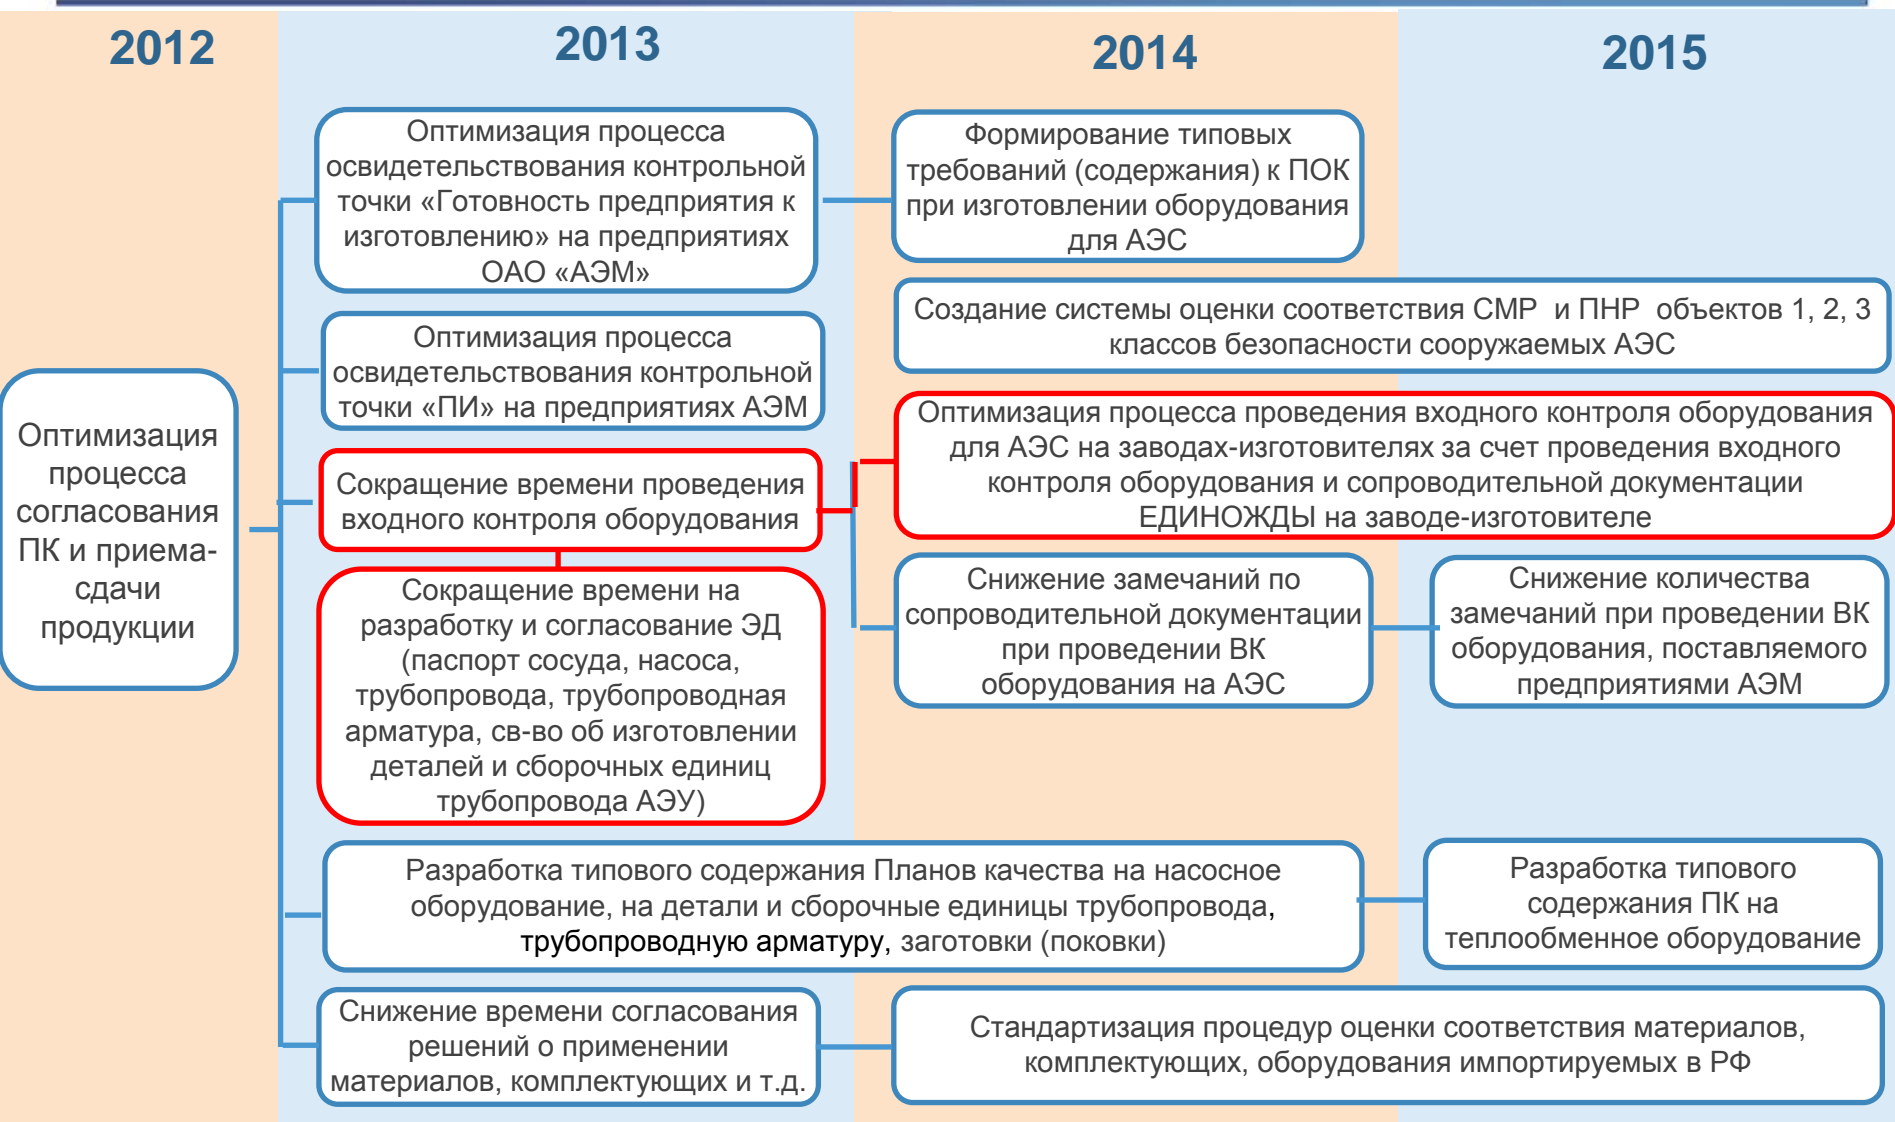 2012
2013
2014
2015
Оптимизация
процесса
согласования
ПК и приема-
сдачи
продукции
Оптимизация процесса
освидетельствования контрольной
точки «Готовность предприятия к
изготовлению» на предприятиях
ОАО «АЭМ»
Оптимизация процесса
освидетельствования контрольной
точки «ПИ» на предприятиях АЭМ
Сокращение времени проведения
входного контроля оборудования
Сокращение времени на
разработку и согласование ЭД
(паспорт сосуда, насоса,
трубопровода, трубопроводная
арматура, св-во об изготовлении
деталей и сборочных единиц
трубопровода АЭУ)
Разработка типового содержания Планов качества на насосное
оборудование, на детали и сборочные единицы трубопровода,
трубопроводную арматуру, заготовки (поковки)
Снижение времени согласования
решений о применении
материалов, комплектующих и т.д.
Формирование типовых
требований (содержания) к ПОК
при изготовлении оборудования
для АЭС
Создание системы оценки соответствия СМР и ПНР объектов 1, 2, 3
классов безопасности сооружаемых АЭС
Оптимизация процесса проведения входного контроля оборудования
для АЭС на заводах-изготовителях за счет проведения входного
контроля оборудования и сопроводительной документации
ЕДИНОЖДЫ на заводе-изготовителе
Снижение замечаний по
сопроводительной документации
при проведении ВК
оборудования на АЭС
Снижение количества
замечаний при проведении ВК
оборудования, поставляемого
предприятиями АЭМ
Разработка типового
содержания ПК на
теплообменное оборудование
Стандартизация процедур оценки соответствия материалов,
комплектующих, оборудования импортируемых в РФ